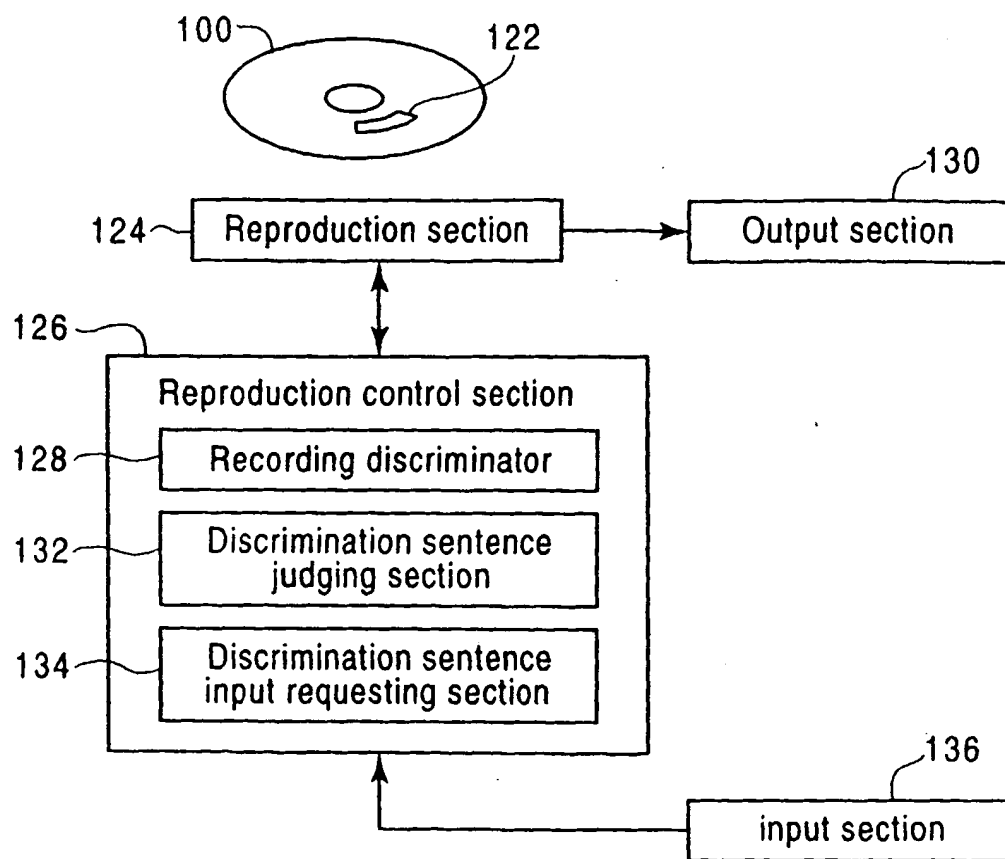 100
122
130
124
Reproduction section
Output section
126
Reproduction control section
128
Recording discriminator
132
Discrimination sentence
judging section
134
Discrimination sentence
input requesting section
136
input section